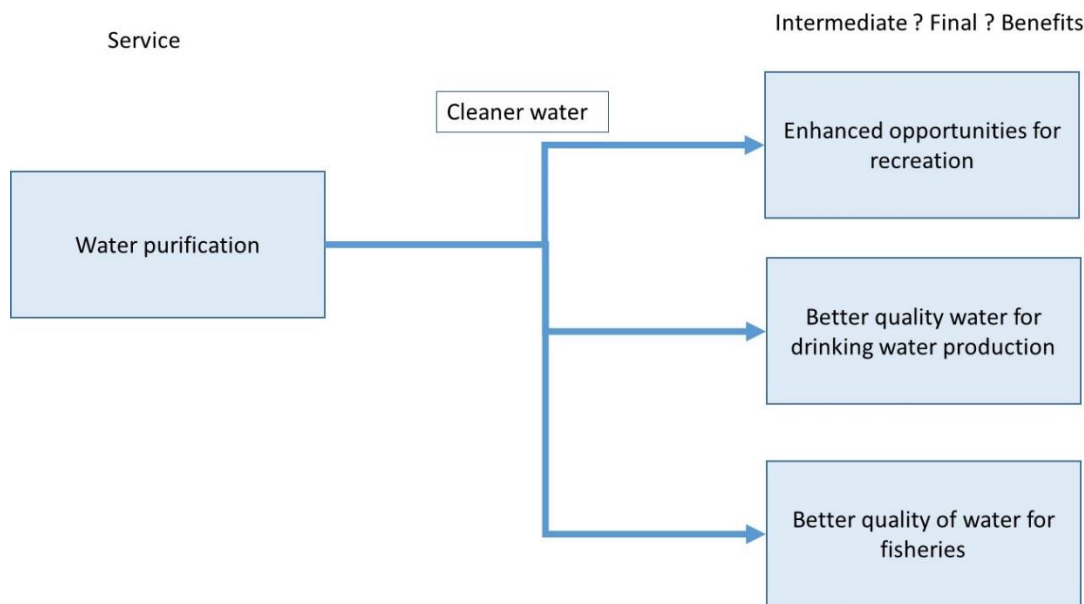 Service
Intermediate ? Final ? Benefits
Cleaner water
Enhanced opportunities for
recreation
Water purification
Better quality water for
drinking water production
Better quality of water for
fisheries